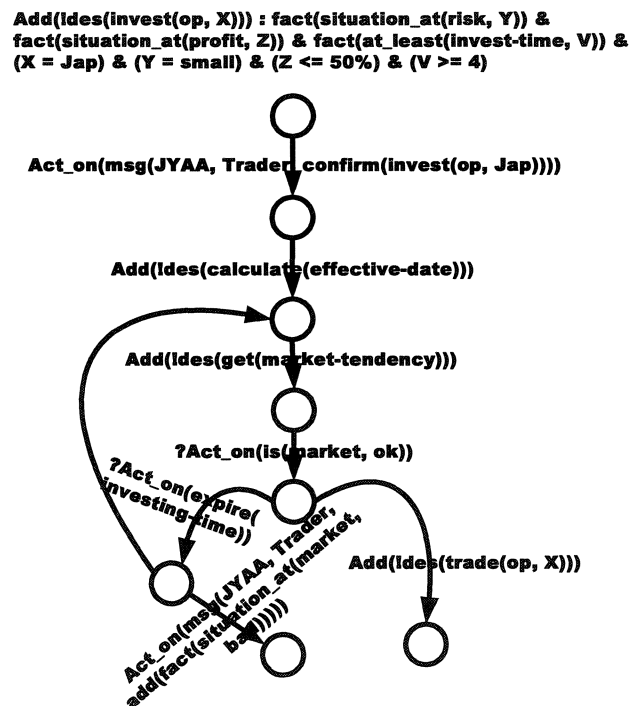 Add(!des(invest(op, X))) : fact(situation_at(risk, Y)) &
fact(situation_at(profit, Z)) & fact(at_least(invest-time, V)) &
(X = Jap) & (Y = small) & (Z <= 50%) & (V >= 4)
Act_on(msg(JYAA, Trader, confirm(invest(op, Jap))))
Add(!des(calculate(effective-date)))
Add(!des(get(market-tendency)))
?Act_on(is(market, ok))
?Act_on(expire(
investing-time))
Add(!des(trade(op, X)))
Act_on(msg(JYAA, Trader,
add(fact(situation_at(market,
bad))))))